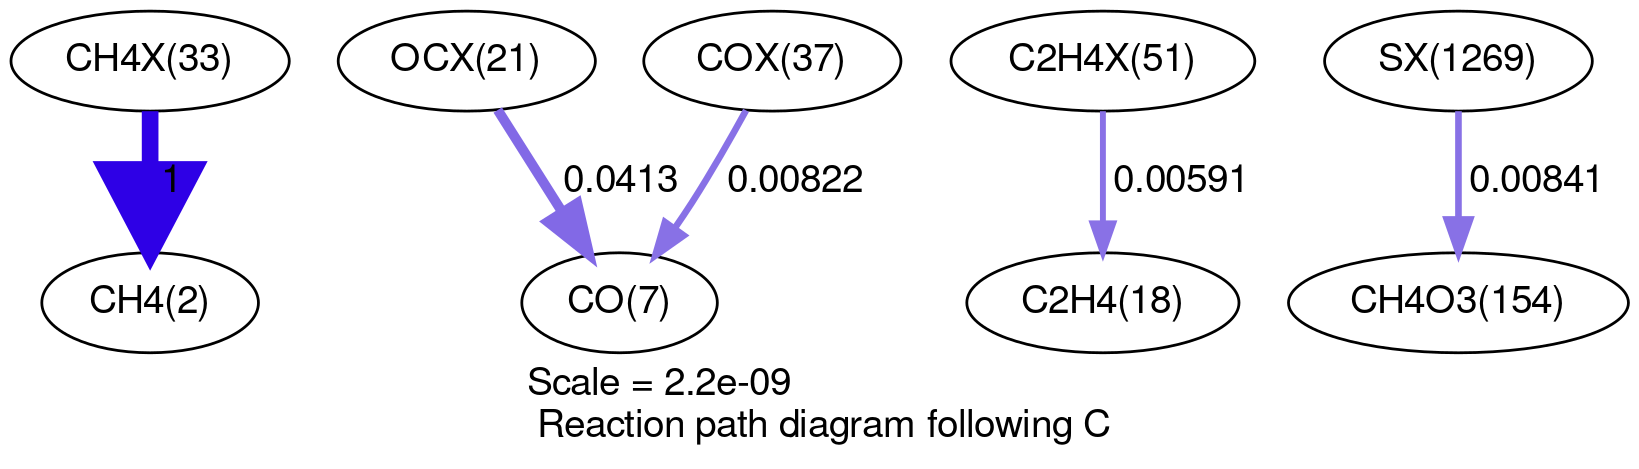 CH4X(33)
OCX(21)
COX(37)
C2H4X(51)
SX(1269)
1
0.0413
0.00822
0.00591
0.00841
CH4(2)
CO(7)
C2H4(18)
CH4O3(154)
Scale = 2.2e-09
Reaction path diagram following C